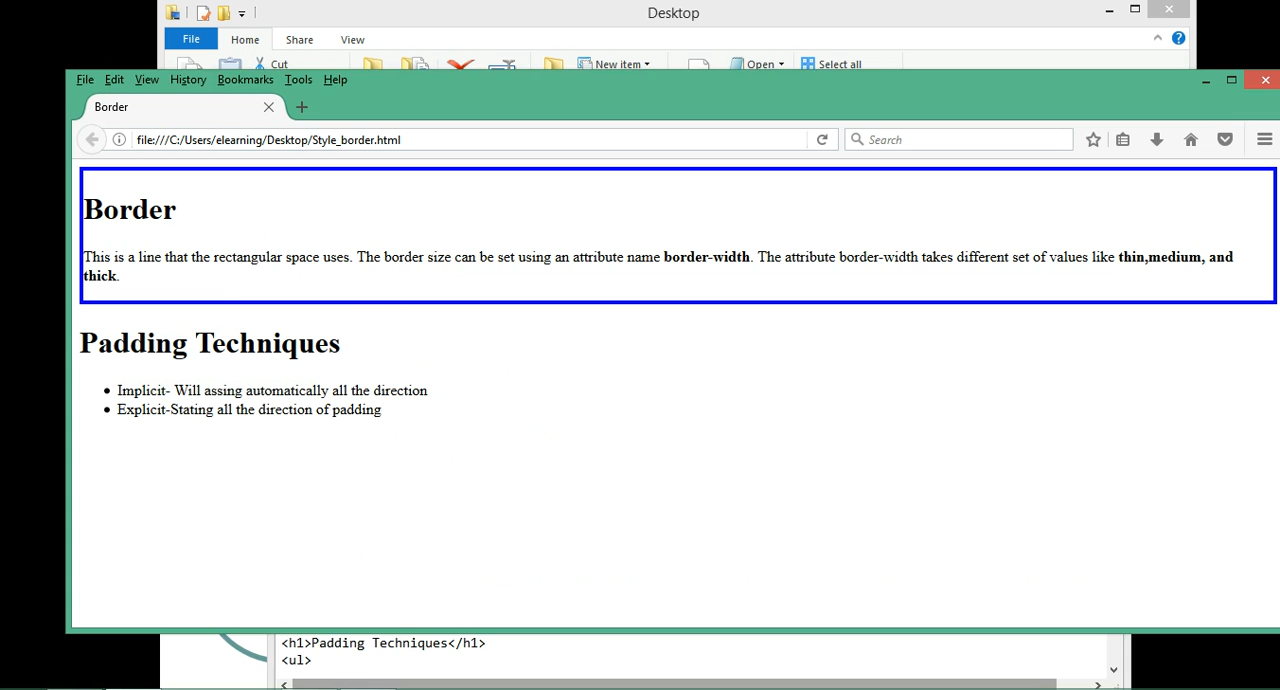 Desktop
File Home Share View
Cut New item Open Select all
File Edit View History Bookmarks Tools Help
Border
file:///C:/Users/elearning/Desktop/Style_border.html Search
Border
This is a line that the rectangular space uses. The border size can be set using an attribute name border-width. The attribute border-width takes different set of values like thin,medium, and
thick.
Padding Techniques
• Implicit- Will assing automatically all the direction
• Explicit-Stating all the direction of padding
<h1>Padding Techniques</h1>
<ul>